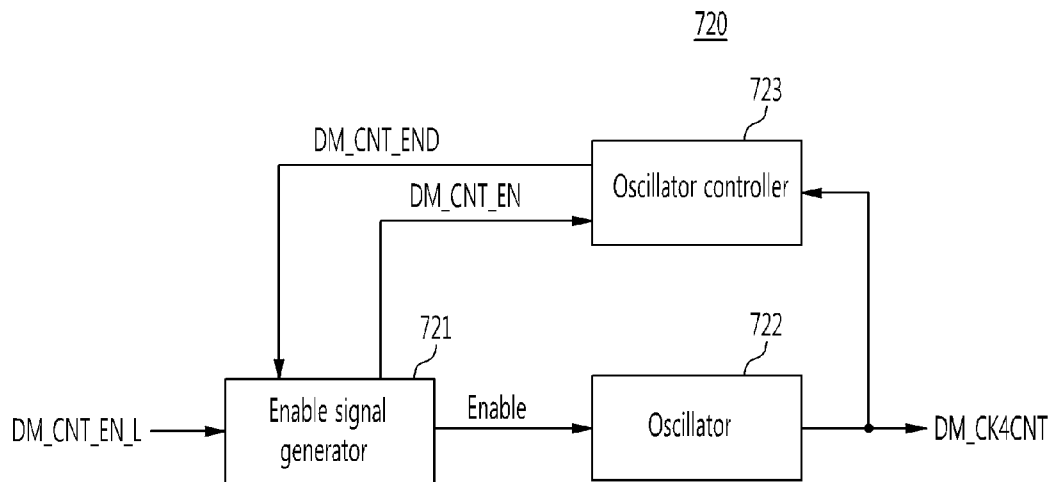 720
723
DM_CNT_END
Oscillator controller
DM_CNT_EN
721
722
DM_CNT_EN_L
Enable signal
generator
Enable
Oscillator
DM_CK4CNT